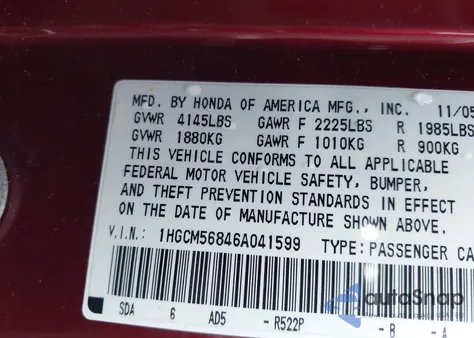 MFD. BY HONDA OF AMERICA MFG., INC. 11/05
GVWR 4145LBS GAWR F 2225LBS R 1985LBS
GVWR 1880KG GAWR F 1010KG R 900KG
THIS VEHICLE CONFORMS TO ALL APPLICABLE
FEDERAL MOTOR VEHICLE SAFETY, BUMPER,
AND THEFT PREVENTION STANDARDS IN EFFECT
ON THE DATE OF MANUFACTURE SHOWN ABOVE.
V.I.N.: 1HGCM56846A041599 TYPE: PASSENGER CA
SDA 6 AD5 - R522P - B - A
autoSnap